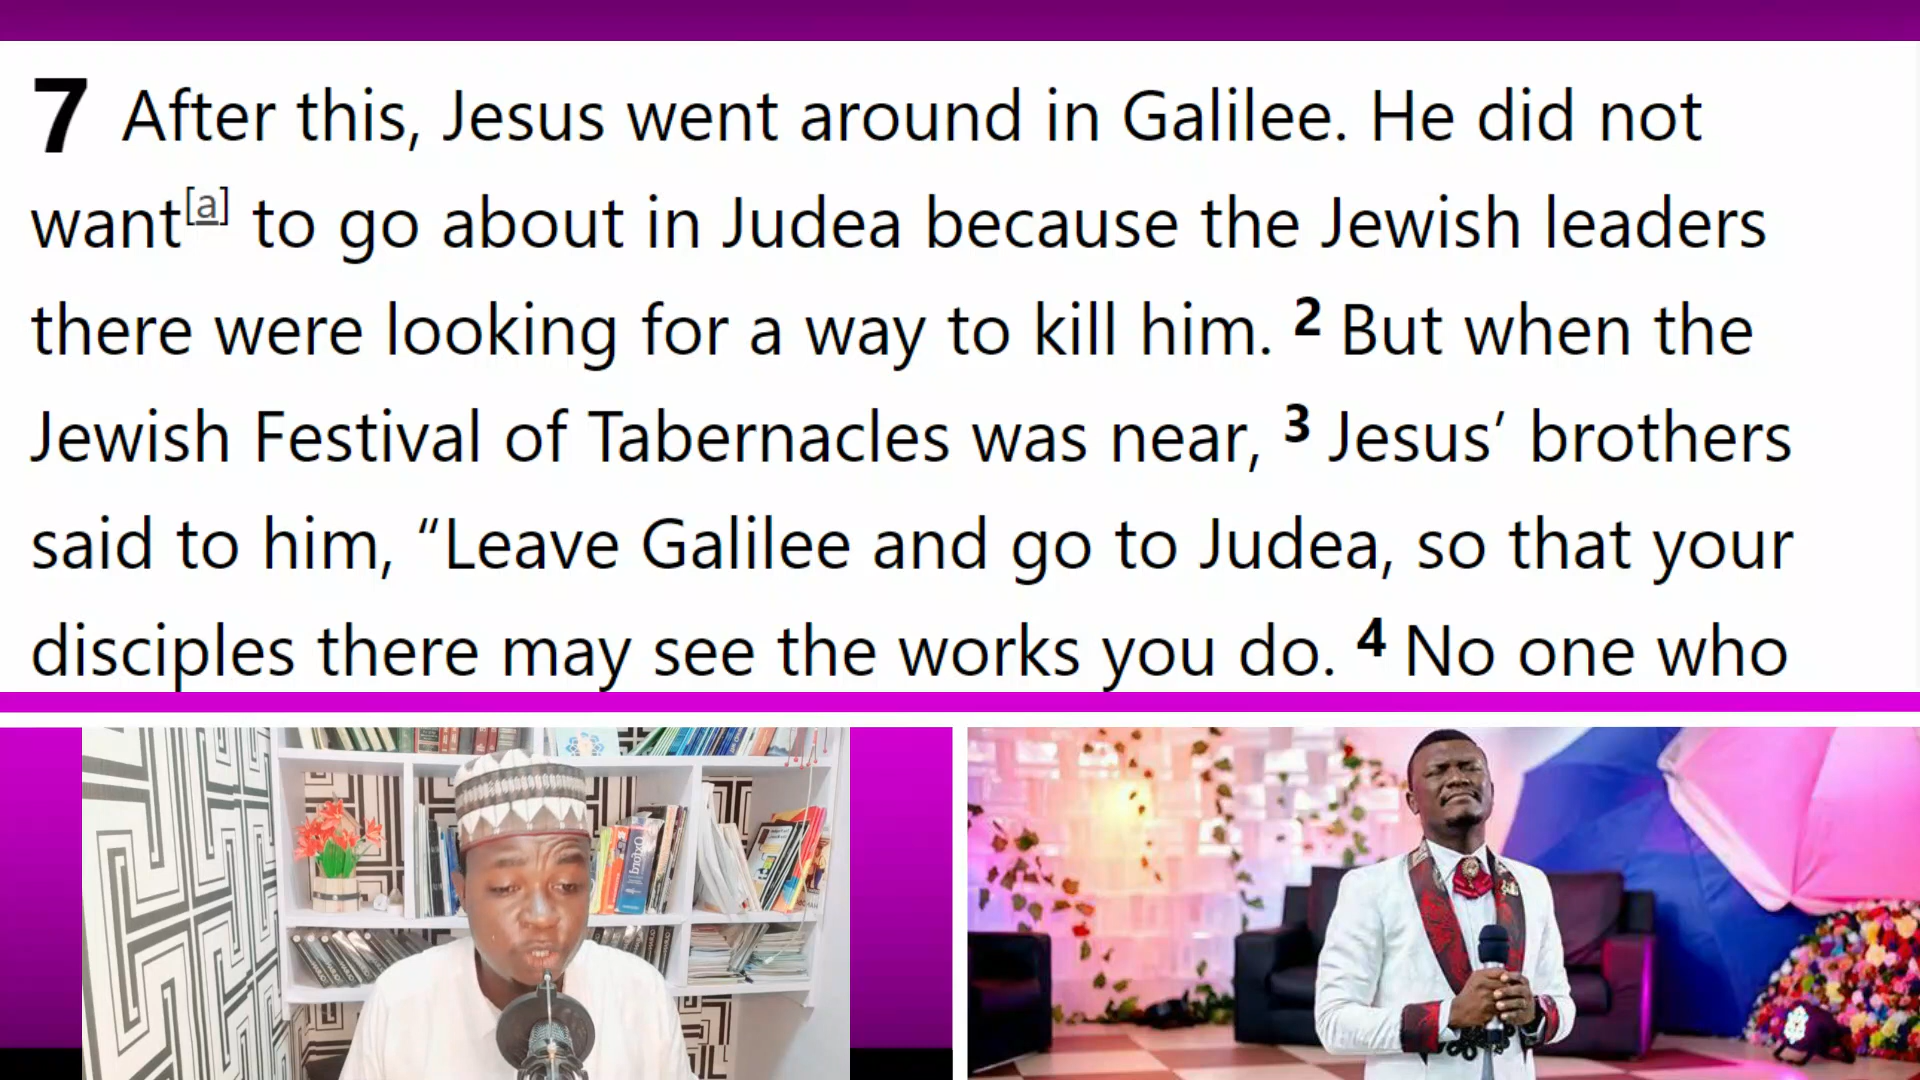 7 After this, Jesus went around in Galilee. He did not
want[a] to go about in Judea because the Jewish leaders
there were looking for a way to kill him. 2 But when the
Jewish Festival of Tabernacles was near, 3 Jesus’ brothers
said to him, “Leave Galilee and go to Judea, so that your
disciples there may see the works you do. 4 No one who